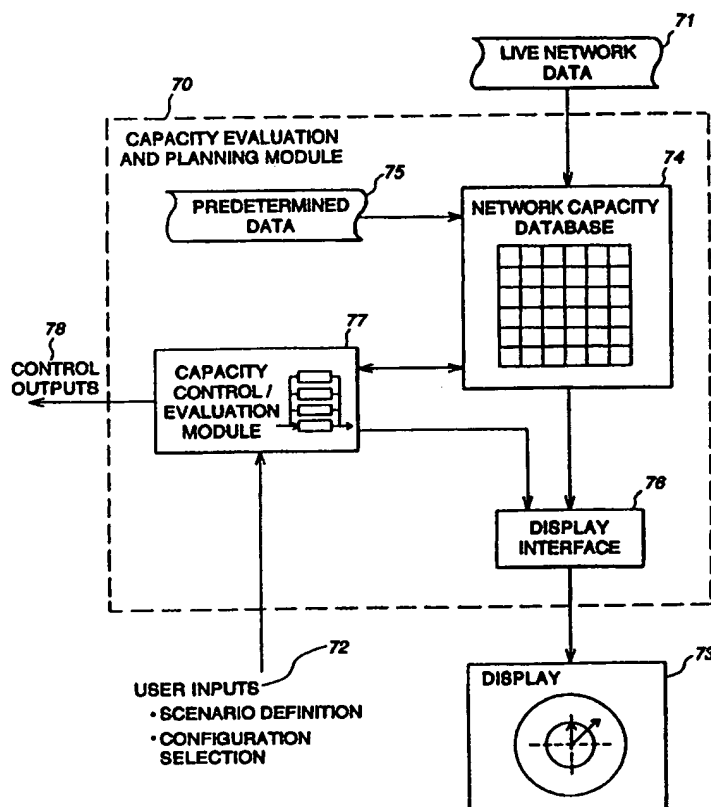 71
LIVE NETWORK
DATA
70
CAPACITY EVALUATION
AND PLANNING MODULE
75
PREDETERMINED
DATA
74
NETWORK CAPACITY
DATABASE
78
CONTROL
OUTPUTS
77
CAPACITY
CONTROL /
EVALUATION
MODULE
76
DISPLAY
INTERFACE
72
USER INPUTS
• SCENARIO DEFINITION
• CONFIGURATION
SELECTION
73
DISPLAY